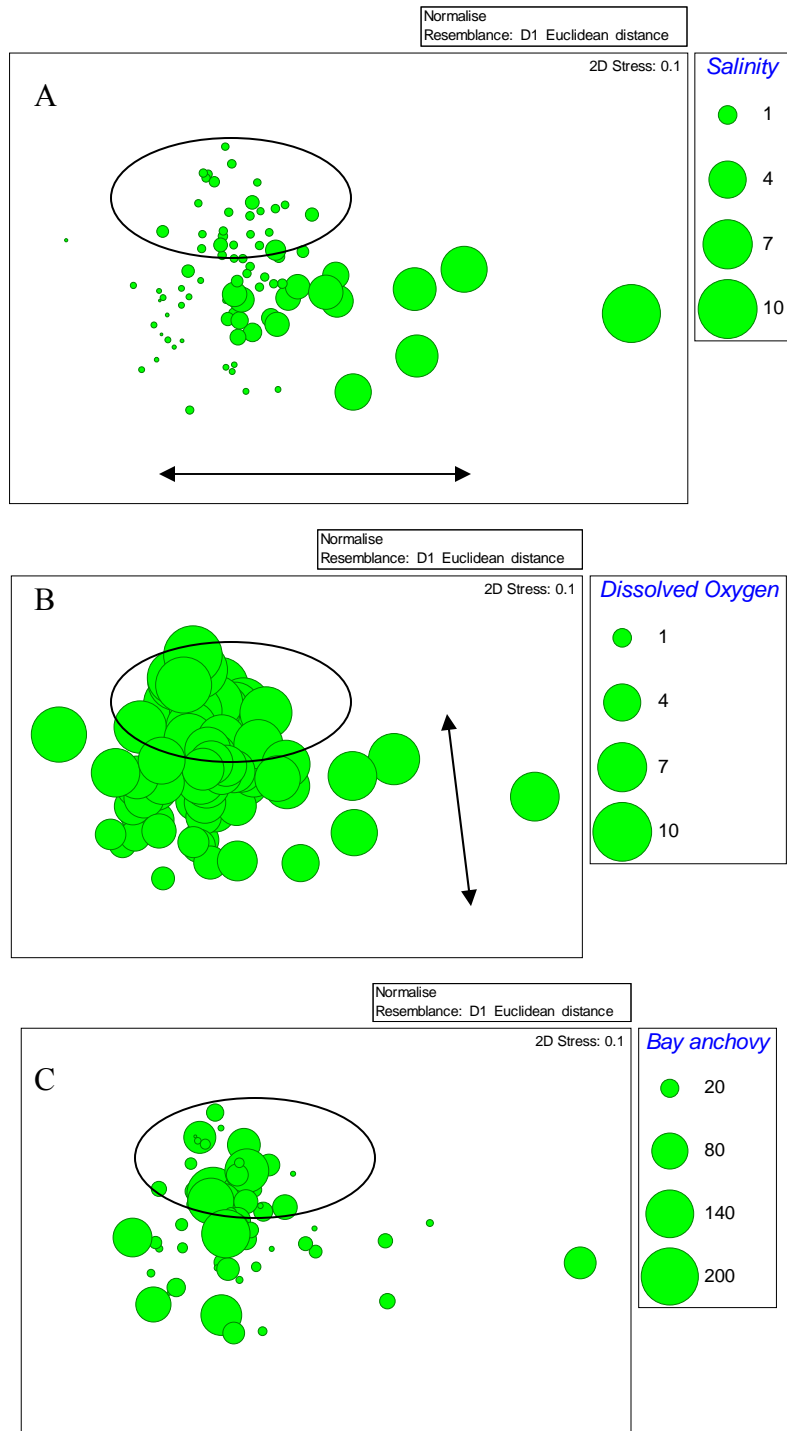 Normalise
Resemblance: D1 Euclidean distance
2D Stress: 0.1
A
Salinity
1
4
7
10
Normalise
Resemblance: D1 Euclidean distance
2D Stress: 0.1
B
Dissolved Oxygen
1
4
7
10
Normalise
Resemblance: D1 Euclidean distance
2D Stress: 0.1
C
Bay anchovy
20
80
140
200